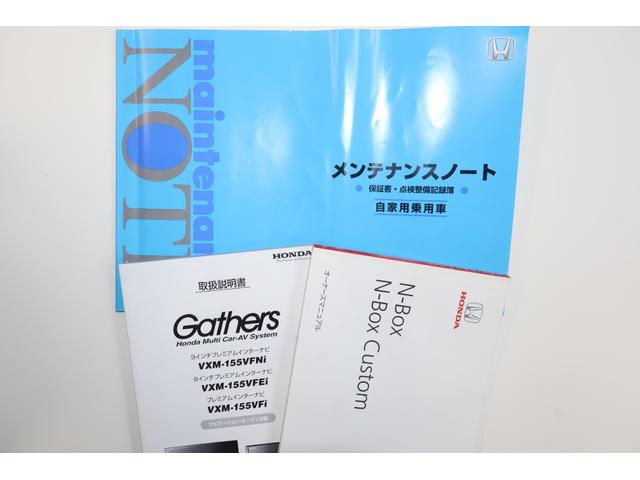 maintenan
NOT
メンテナンスノート
保証書・点検整備記録簿
自家用乗用車
HONDA
取扱説明書
Gathers
Honda Multi Car-AV System
9インチプレミアムインターナビ
VXM-155VFNi
8インチプレミアムインターナビ
VXM-155VFEi
プレミアムインターナビ
VXM-155VFi
ナビゲーション・オーディオ編
HONDA
N-Box
N-Box Custom
オーナーズマニュアル